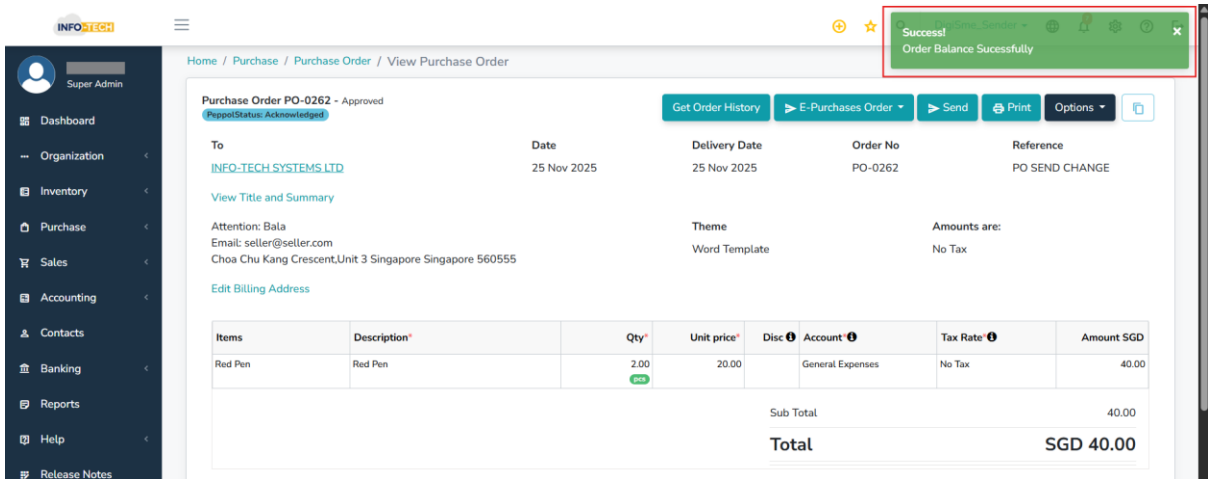 INFO-TECH
DigiSme_Sender
Success!
Order Balance Sucessfully
Super Admin
Dashboard
Organization
Inventory
Purchase
Sales
Accounting
Contacts
Banking
Reports
Help
Release Notes
Home / Purchase / Purchase Order / View Purchase Order
Purchase Order PO-0262 - Approved
PeppolStatus: Acknowledged
Get Order History E-Purchases Order Send Print Options
To Date Delivery Date Order No Reference
INFO-TECH SYSTEMS LTD 25 Nov 2025 25 Nov 2025 PO-0262 PO SEND CHANGE
View Title and Summary
Attention: Bala Theme Amounts are:
Email: seller@seller.com
Word Template No Tax
Choa Chu Kang Crescent,Unit 3 Singapore Singapore 560555
Edit Billing Address
Items Description* Qty* Unit price* Disc Account* Tax Rate* Amount SGD
Red Pen Red Pen 2.00 20.00 General Expenses No Tax 40.00
pcs
Sub Total 40.00
Total SGD 40.00